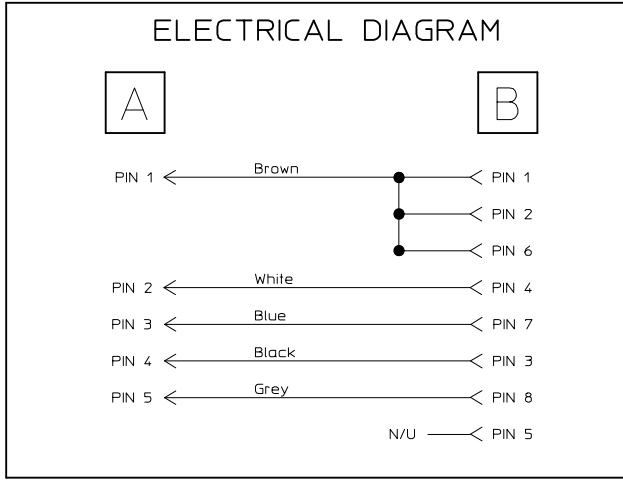 ELECTRICAL DIAGRAM
A B
PIN 1 Brown PIN 1
PIN 2
PIN 6
PIN 2 White PIN 4
PIN 3 Blue PIN 7
PIN 4 Black PIN 3
PIN 5 Grey PIN 8
N/U PIN 5